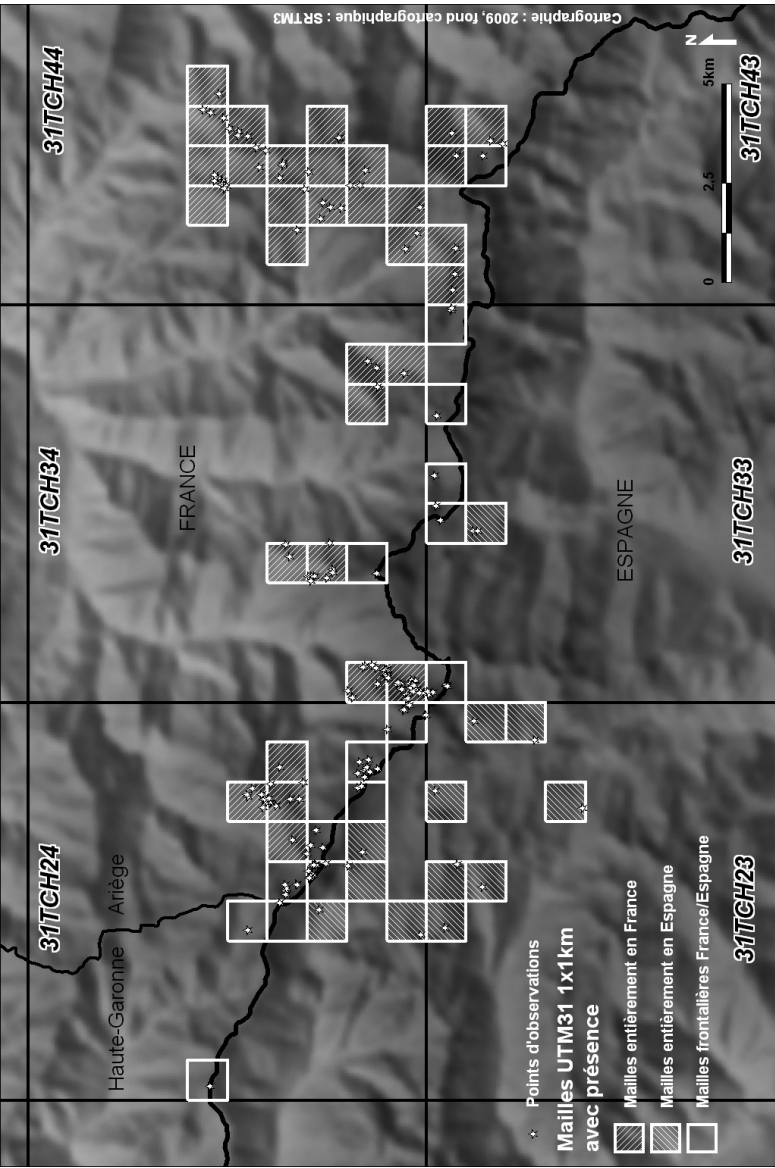 31TCH24
31TCH34
31TCH44
Haute-Garonne
Ariège
FRANCE
ESPAGNE
31TCH23
31TCH33
31TCH43
Points d'observations
Mailles UTM31 1x1km
avec présence
Mailles entièrement en France
Mailles entièrement en Espagne
Mailles frontalières France/Espagne
0
2,5
5km
N
Cartographie : 2009, fond cartographique : SRTM3